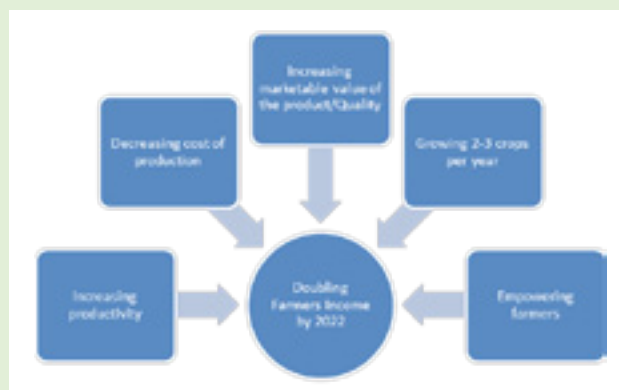 Increasing
marketable value of
the product/Quality
Decreasing cost of
production
Growing 2-3 crops
per year
Increasing
productivity
Doubling
Farmers Income
by 2022
Empowering
farmers